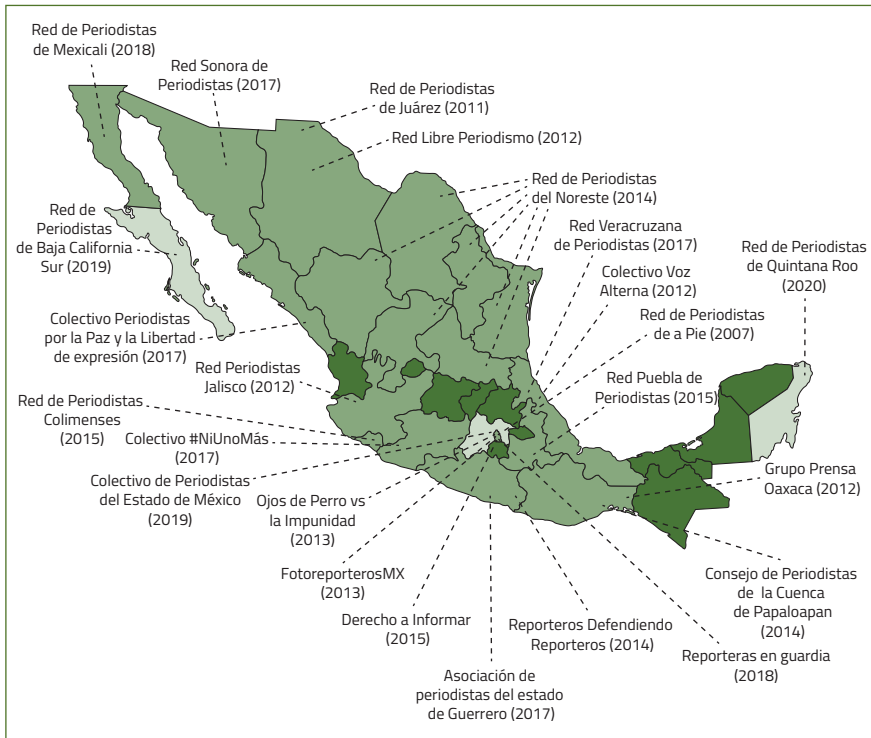 Red de Periodistas
de Mexicali (2018)
Red Sonora de
Periodistas (2017)
Red de Periodistas
de Juárez (2011)
Red Libre Periodismo (2012)
Red de Periodistas
del Noreste (2014)
Red Veracruzana
de Periodistas (2017)
Red de Periodistas
de Quintana Roo
(2020)
Colectivo Voz
Alterna (2012)
Red de Periodistas
de a Pie (2007)
Red Puebla de
Periodistas (2015)
Red de
Periodistas
de Baja California
Sur (2019)
Colectivo Periodistas
por la Paz y la Libertad
de expresión (2017)
Red Periodistas
Jalisco (2012)
Red de Periodistas
Colimenses
(2015)
Colectivo #NiUnoMás
(2017)
Colectivo de Periodistas
del Estado de México
(2019)
Ojos de Perro vs
la Impunidad
(2013)
FotoreporterosMX
(2013)
Derecho a Informar
(2015)
Asociación de
periodistas del estado
de Guerrero (2017)
Reporteros Defendiendo
Reporteros (2014)
Reporteras en guardia
(2018)
Consejo de Periodistas
de la Cuenca
de Papaloapan
(2014)
Grupo Prensa
Oaxaca (2012)